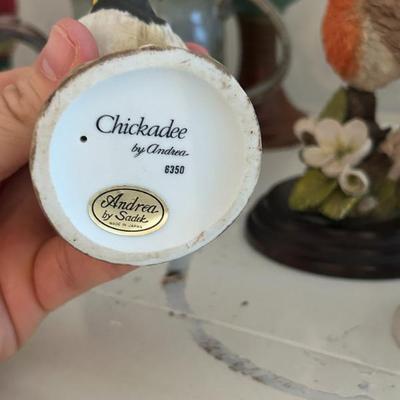 Chickadee
by Andrea
6350
Andrea
by Sadek
MADE IN JAPAN